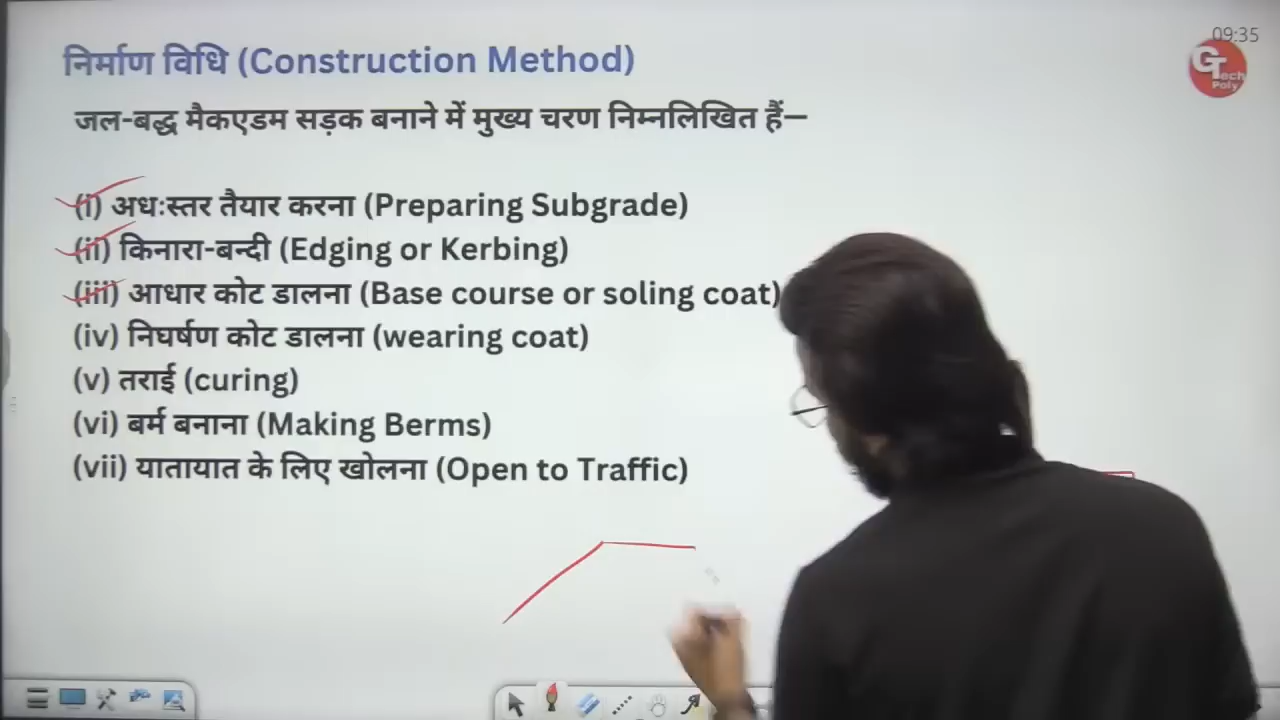 09:35
GTech Poly
निर्माण विधि (Construction Method)
जल-बद्ध मैकएडम सड़क बनाने में मुख्य चरण निम्नलिखित हैं—
(i) अधःस्तर तैयार करना (Preparing Subgrade)
(ii) किनारा-बन्दी (Edging or Kerbing)
(iii) आधार कोट डालना (Base course or soling coat)
(iv) निघर्षण कोट डालना (wearing coat)
(v) तराई (curing)
(vi) बर्म बनाना (Making Berms)
(vii) यातायात के लिए खोलना (Open to Traffic)